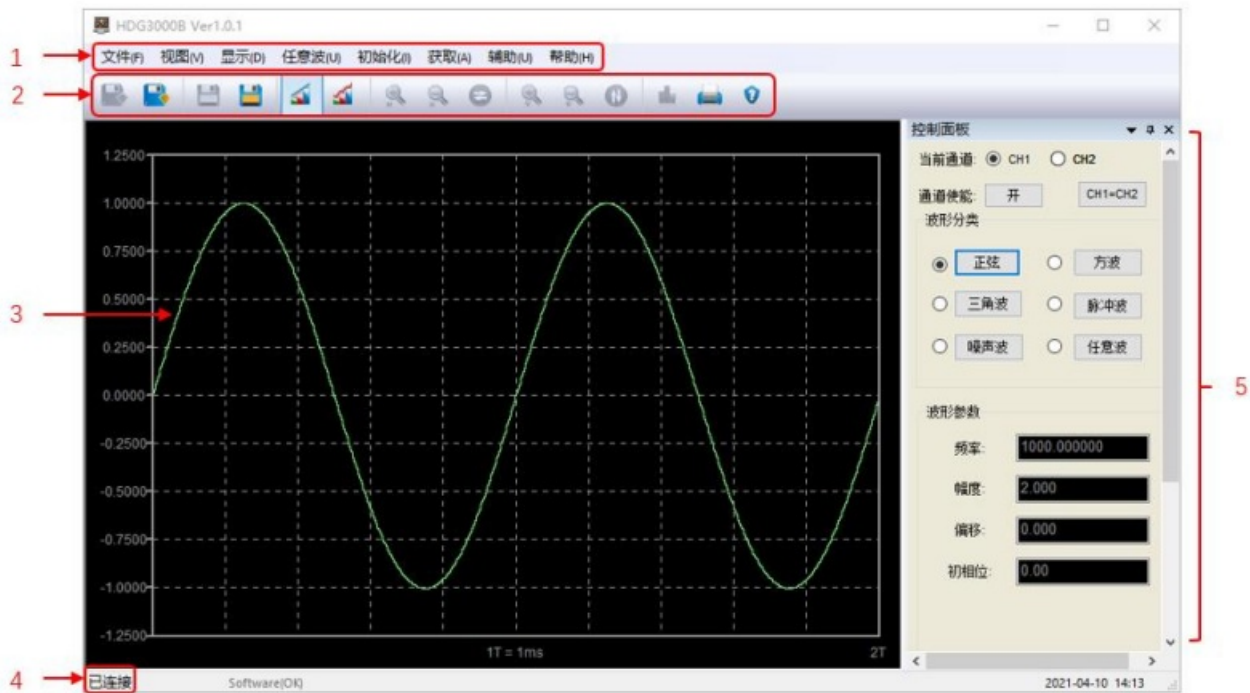 HDG3000B Ver1.0.1
1
文件(F) 视图(V) 显示(D) 任意波(U) 初始化(I) 获取(A) 辅助(U) 帮助(H)
2
控制面板
当前通道: CH1 CH2
通道使能: 开 CH1=CH2
波形分类
正弦 方波
三角波 脉冲波
噪声波 任意波
波形参数
频率: 1000.000000
幅度: 2.000
偏移: 0.000
初相位: 0.00
1.2500
1.0000
0.7500
0.5000
3
0.2500
0.0000
-0.2500
-0.5000
-0.7500
-1.0000
-1.2500
1T = 1ms 2T
5
4
已连接 Software(OK) 2021-04-10 14:13